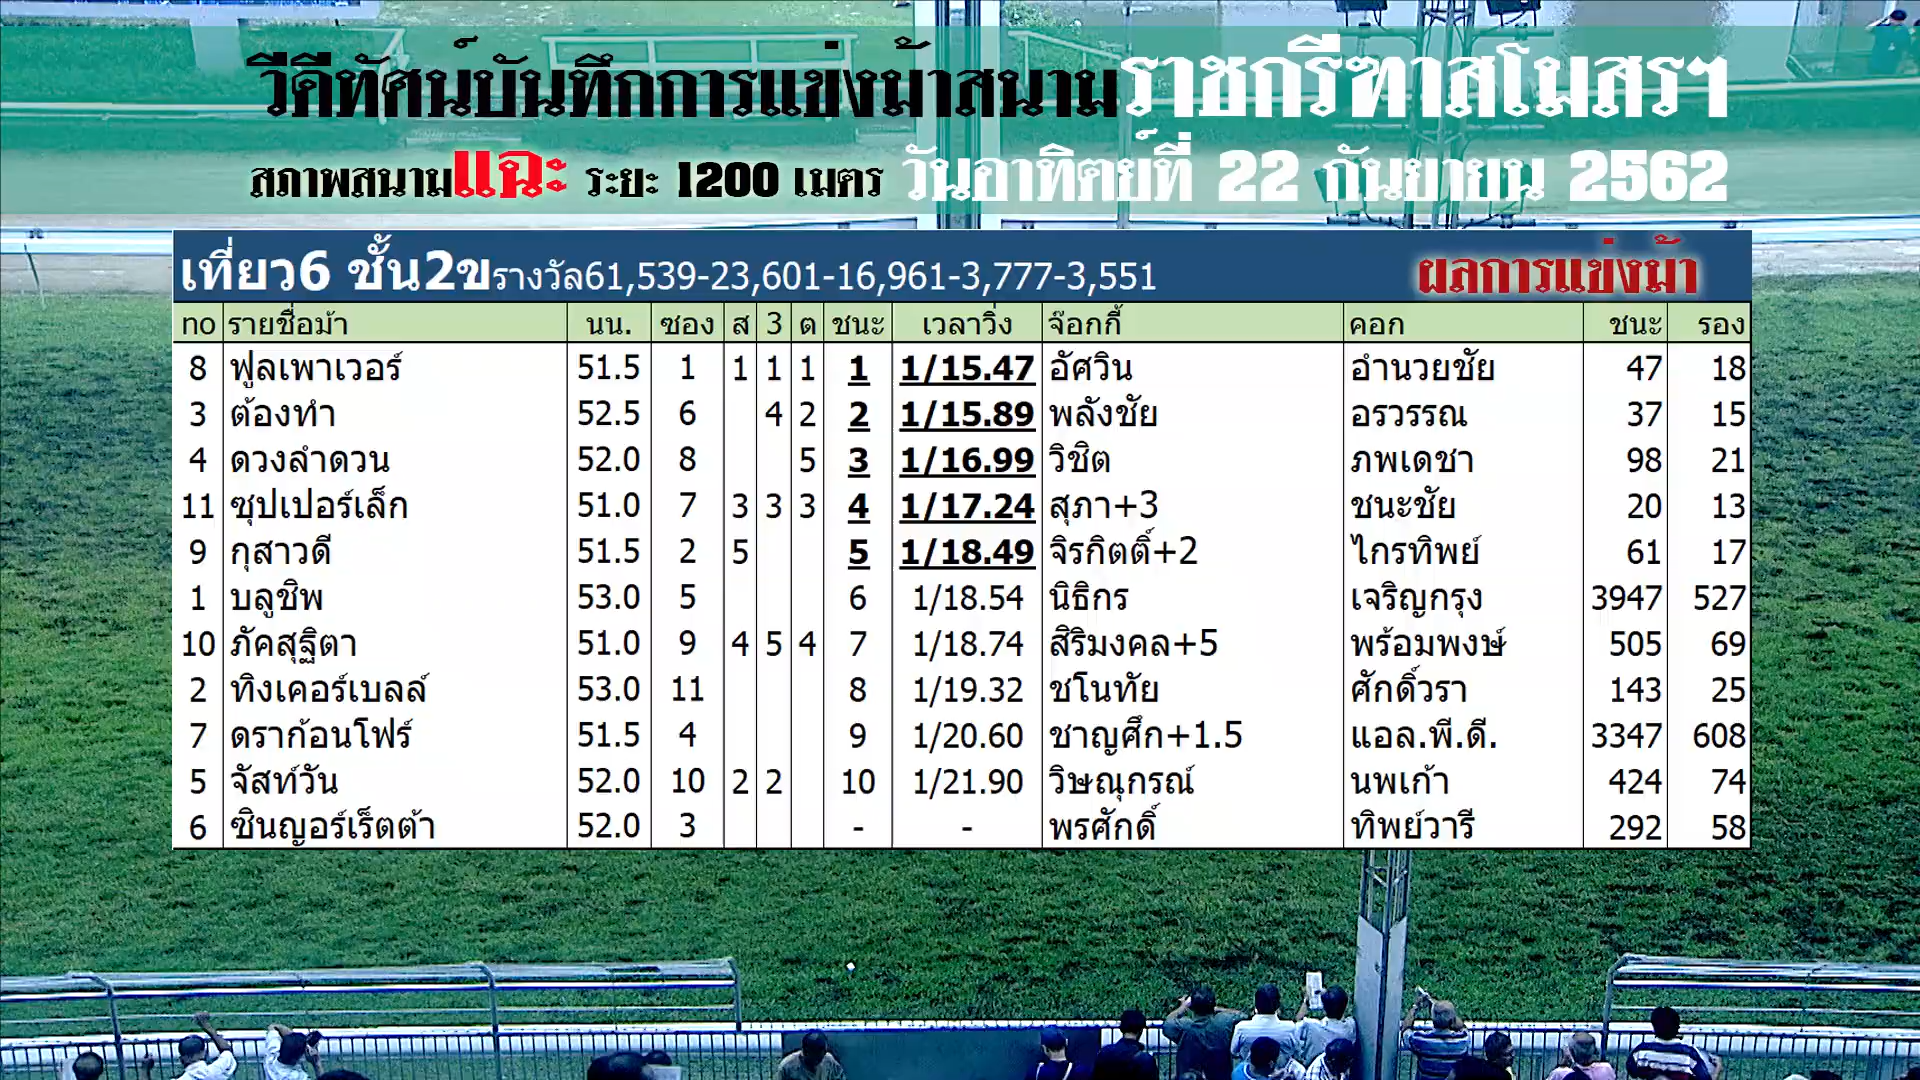 วีดีทัศน์บันทึกการแข่งม้าสนามราชกรีฑาสโมสรฯ
สภาพสนามแฉะ ระยะ 1200 เมตร วันอาทิตย์ที่ 22 กันยายน 2562
เที่ยว6 ชั้น2ขรางวัล61,539-23,601-16,961-3,777-3,551 ผลการแข่งม้า
no รายชื่อม้า นน. ซอง ส 3 ต ชนะ เวลาวิ่ง จ๊อกกี้ คอก ชนะ รอง
8 ฟูลเพาเวอร์ 51.5 1 1 1 1 1 1/15.47 อัศวิน อำนวยชัย 47 18
3 ต้องทำ 52.5 6 4 2 2 1/15.89 พลังชัย อรวรรณ 37 15
4 ดวงลำดวน 52.0 8 5 3 1/16.99 วิชิต ภพเดชา 98 21
11 ซุปเปอร์เล็ก 51.0 7 3 3 3 4 1/17.24 สุภา+3 ชนะชัย 20 13
9 กุสาวดี 51.5 2 5 5 1/18.49 จิรกิตติ์+2 ไกรทิพย์ 61 17
1 บลูชิพ 53.0 5 6 1/18.54 นิธิกร เจริญกรุง 3947 527
10 ภัคสุฐิตา 51.0 9 4 5 4 7 1/18.74 สิริมงคล+5 พร้อมพงษ์ 505 69
2 ทิงเคอร์เบลล์ 53.0 11 8 1/19.32 ชโนทัย ศักดิ์วรา 143 25
7 ดราก้อนโฟร์ 51.5 4 9 1/20.60 ชาญศึก+1.5 แอล.พี.ดี. 3347 608
5 จัสท์วัน 52.0 10 2 2 10 1/21.90 วิษณุกรณ์ นพเก้า 424 74
6 ซินญอร์เร็ตต้า 52.0 3 - - พรศักดิ์ ทิพย์วารี 292 58